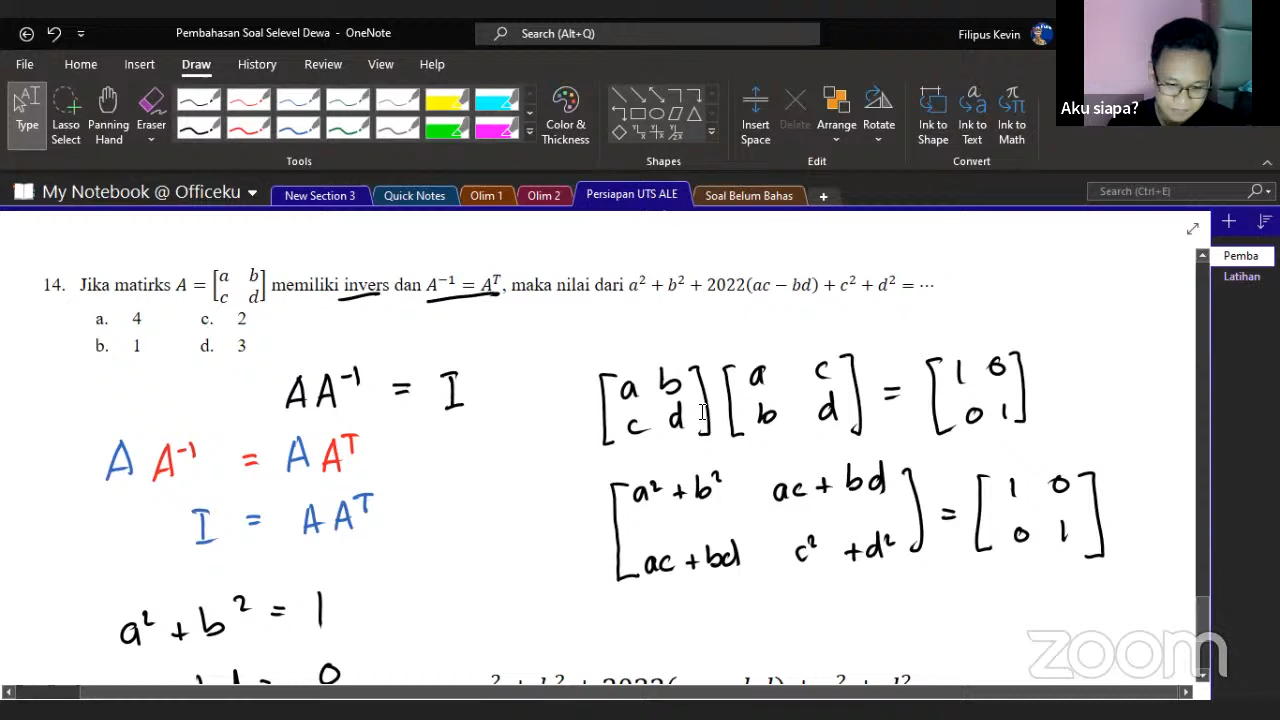 Pembahasan Soal Selevel Dewa - OneNote
Search (Alt+Q)
Filipus Kevin
Aku siapa?
File Home Insert Draw History Review View Help
Type
Lasso Select
Panning Hand
Eraser
Color & Thickness
Insert Space
Delete
Arrange
Rotate
Ink to Shape
Ink to Text
Ink to Math
Tools
Shapes
Edit
Convert
My Notebook @ Officeku
New Section 3
Quick Notes
Olim 1
Olim 2
Persiapan UTS ALE
Soal Belum Bahas
Search (Ctrl+E)
Pemba
Latihan
14. Jika matirks A = [a b c d] memiliki invers dan A⁻¹ = Aᵀ, maka nilai dari a² + b² + 2022(ac − bd) + c² + d² = ⋯
a. 4 c. 2
b. 1 d. 3
AA⁻¹ = I
A A⁻¹ = A Aᵀ
I = A Aᵀ
a² + b² = 1
[a b c d] [a c b d] = [1 0 0 1]
[a² + b² ac + bd ac + bd c² + d²] = [1 0 0 1]
zoom